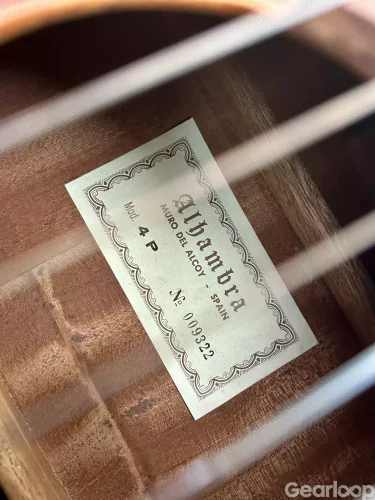 Alhambra
MURO DEL ALCOY - SPAIN
Mod. 4 P
Nº 009322
Gearloop